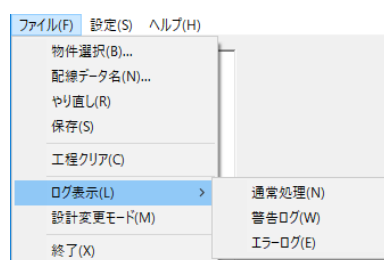 ファイル(F) 設定(S) ヘルプ(H)
物件選択(B)...
配線データ名(N)...
やり直し(R)
保存(S)
工程クリア(C)
ログ表示(L) >
通常処理(N)
設計変更モード(M)
警告ログ(W)
エラーログ(E)
終了(X)